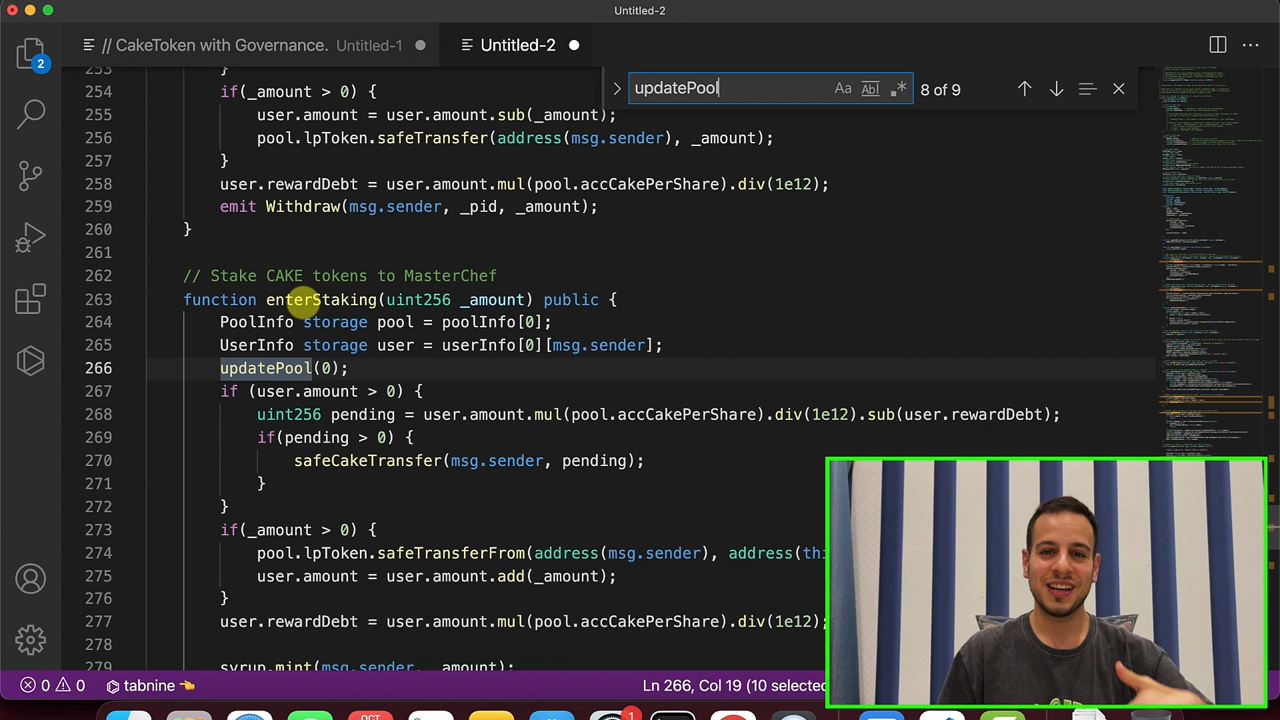 Untitled-2
// CakeToken with Governance. Untitled-1
Untitled-2
updatePool
Aa
Ab
8 of 9
2
253 }
254 if(_amount > 0) {
255 user.amount = user.amount.sub(_amount);
256 pool.lpToken.safeTransfer(address(msg.sender), _amount);
257 }
258 user.rewardDebt = user.amount.mul(pool.accCakePerShare).div(1e12);
259 emit Withdraw(msg.sender, _pid, _amount);
260 }
261
262 // Stake CAKE tokens to MasterChef
263 function enterStaking(uint256 _amount) public {
264 PoolInfo storage pool = poolInfo[0];
265 UserInfo storage user = userInfo[0][msg.sender];
266 updatePool(0);
267 if (user.amount > 0) {
268 uint256 pending = user.amount.mul(pool.accCakePerShare).div(1e12).sub(user.rewardDebt);
269 if(pending > 0) {
270 safeCakeTransfer(msg.sender, pending);
271 }
272 }
273 if(_amount > 0) {
274 pool.lpToken.safeTransferFrom(address(msg.sender), address(thi
275 user.amount = user.amount.add(_amount);
276 }
277 user.rewardDebt = user.amount.mul(pool.accCakePerShare).div(1e12);
278
279 syrup.mint(msg.sender, _amount);
0 0 tabnine
Ln 266, Col 19 (10 selected
OCT
1